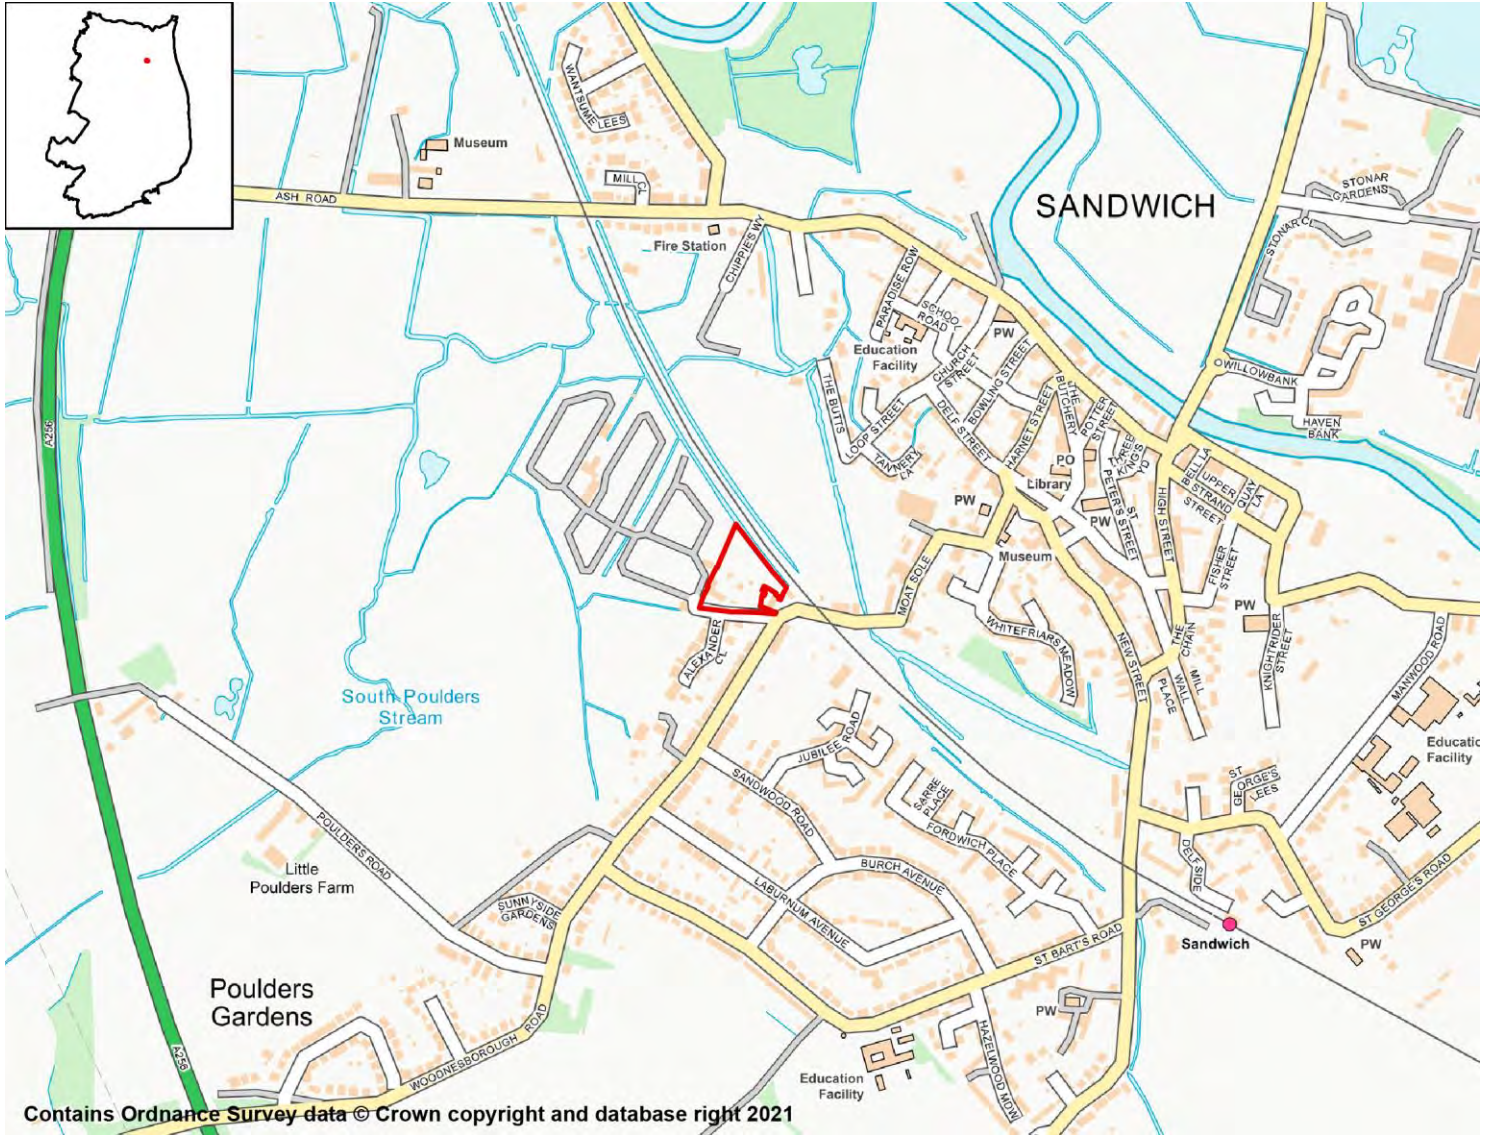 WANTSUME LEES
Museum
MILL CL
ASH ROAD
Fire Station
CHIPPIE'S WY
SANDWICH
STONAR
GARDENS
STONAR CL
PARADISE ROW
SCHOOL
ROAD
PW
Education
Facility
CHURCH
STREET
BOWLING STREET
THE BUTTS
LOOP STREET
TANNERY
LA
DELF STREET
HARNET STREET
THE
BUTCHERY
POTTER
STREET
THREE
KING'S
YD
WILLOWBANK
HAVEN
BANK
A256
PO
Library
PW
PW
ST
PETER'S STREET
HIGH STREET
BELL LA
UPPER
STRAND
STREET
QUAY
LA
FISHER
STREET
Museum
MOAT SOLE
WHITEFRIARS MEADOW
NEW STREET
THE
CHAIN
MILL
WALL
PLACE
PW
KNIGHTRIDER
STREET
MANWOOD ROAD
ALEXANDER
CL
South Poulders
Stream
JUBILEE ROAD
SANDWOOD ROAD
SARRE
PLACE
FORDWICH PLACE
ST
GEORGE'S
LEES
Educatic
Facility
POULDERS ROAD
Little
Poulders Farm
BURCH AVENUE
LABURNUM AVENUE
DELF SIDE
ST GEORGE'S ROAD
SUNNYSIDE
GARDENS
ST BART'S ROAD
Sandwich
PW
Poulders
Gardens
WOODNESBOROUGH ROAD
A256
PW
HAZELWOOD MDW
Education
Facility
Contains Ordnance Survey data © Crown copyright and database right 2021